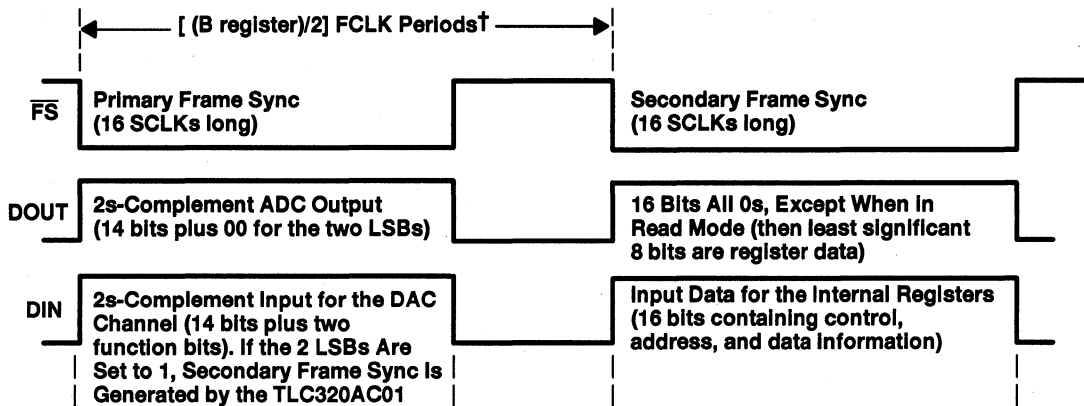 [ (B register)/2] FCLK Periods†
FS
Primary Frame Sync
(16 SCLKs long)
Secondary Frame Sync
(16 SCLKs long)
DOUT
2s-Complement ADC Output
(14 bits plus 00 for the two LSBs)
16 Bits All 0s, Except When in
Read Mode (then least significant
8 bits are register data)
DIN
2s-Complement Input for the DAC
Channel (14 bits plus two
function bits). If the 2 LSBs Are
Set to 1, Secondary Frame Sync is
Generated by the TLC320AC01
Input Data for the Internal Registers
(16 bits containing control,
address, and data information)